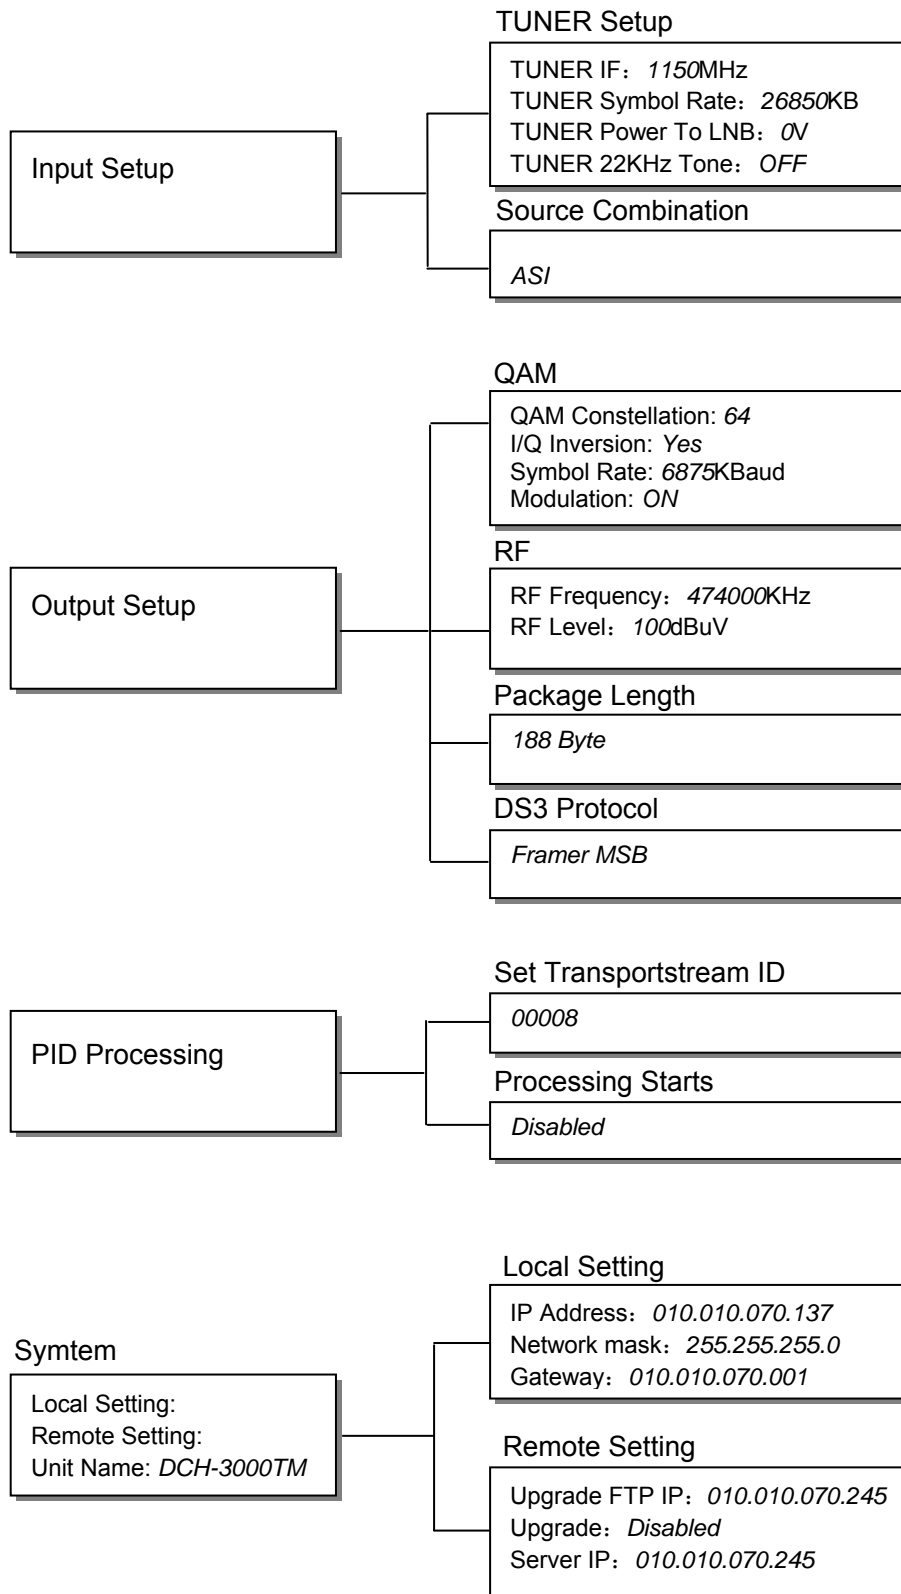 TUNER Setup
TUNER IF：1150MHz
TUNER Symbol Rate：26850KB
TUNER Power To LNB：0V
TUNER 22KHz Tone：OFF
Input Setup
Source Combination
ASI
QAM
QAM Constellation: 64
I/Q Inversion: Yes
Symbol Rate: 6875KBaud
Modulation: ON
RF
RF Frequency：474000KHz
RF Level：100dBuV
Output Setup
Package Length
188 Byte
DS3 Protocol
Framer MSB
Set Transportstream ID
00008
PID Processing
Processing Starts
Disabled
Local Setting
IP Address：010.010.070.137
Network mask：255.255.255.0
Gateway：010.010.070.001
Symtem
Local Setting:
Remote Setting:
Unit Name: DCH-3000TM
Remote Setting
Upgrade FTP IP：010.010.070.245
Upgrade：Disabled
Server IP：010.010.070.245